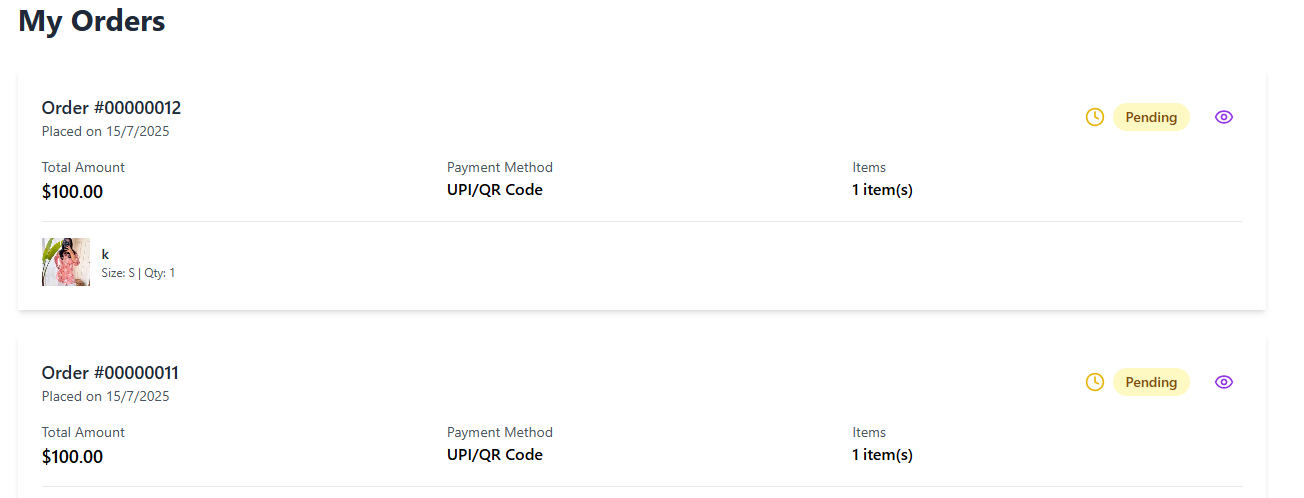 My Orders
Order #00000012
Placed on 15/7/2025
Pending
Total Amount
$100.00
Payment Method
UPI/QR Code
Items
1 item(s)
k
Size: S | Qty: 1
Order #00000011
Placed on 15/7/2025
Pending
Total Amount
$100.00
Payment Method
UPI/QR Code
Items
1 item(s)